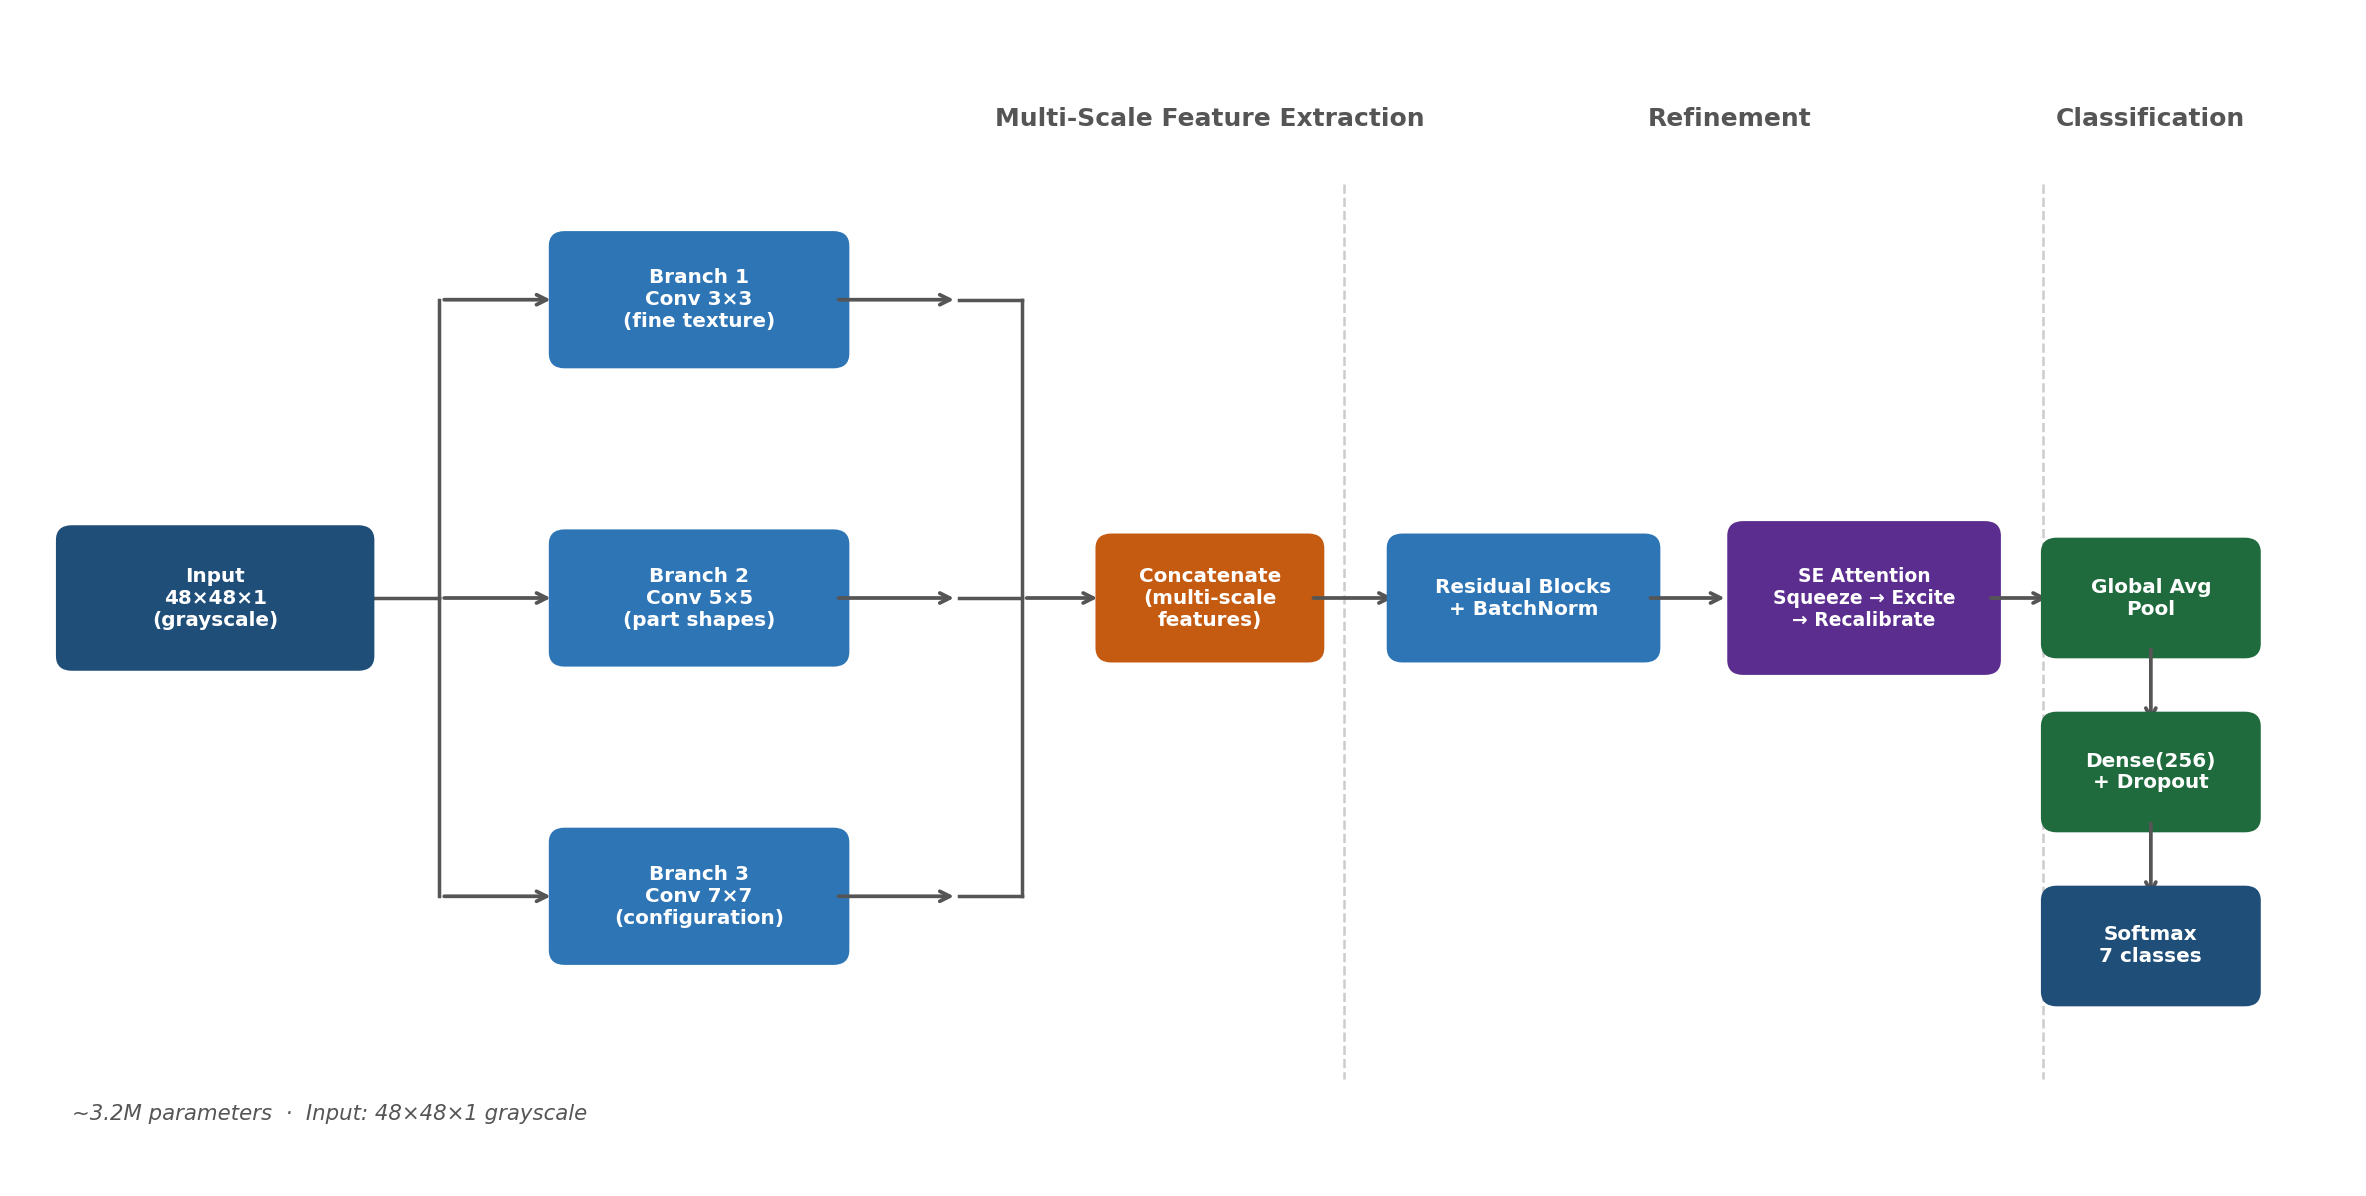 Multi-Scale Feature Extraction
Refinement
Classification
Input
48×48×1
(grayscale)
Branch 1
Conv 3×3
(fine texture)
Branch 2
Conv 5×5
(part shapes)
Branch 3
Conv 7×7
(configuration)
Concatenate
(multi-scale
features)
Residual Blocks
+ BatchNorm
SE Attention
Squeeze → Excite
→ Recalibrate
Global Avg
Pool
Dense(256)
+ Dropout
Softmax
7 classes
~3.2M parameters · Input: 48×48×1 grayscale